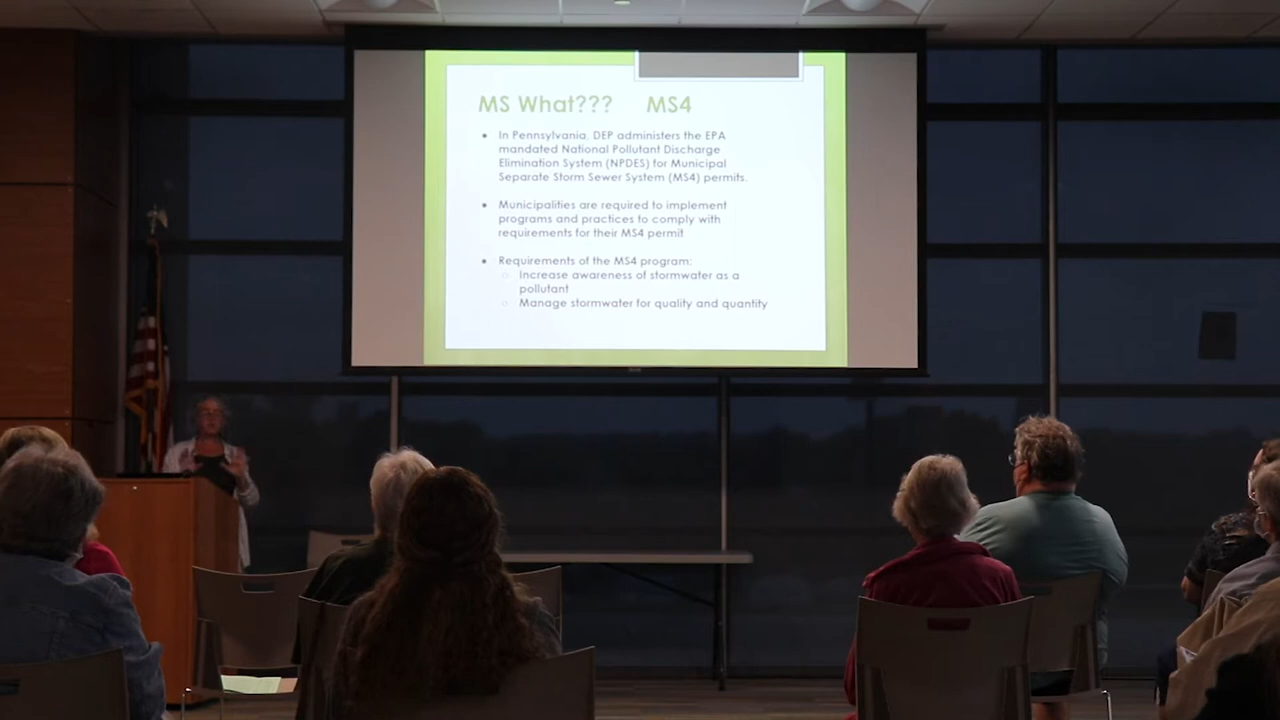 MS What??? MS4
• In Pennsylvania, DEP administers the EPA
mandated National Pollutant Discharge
Elimination System (NPDES) for Municipal
Separate Storm Sewer System (MS4) permits.
• Municipalities are required to implement
programs and practices to comply with
requirements for their MS4 permit
• Requirements of the MS4 program:
○ Increase awareness of stormwater as a
pollutant
○ Manage stormwater for quality and quantity